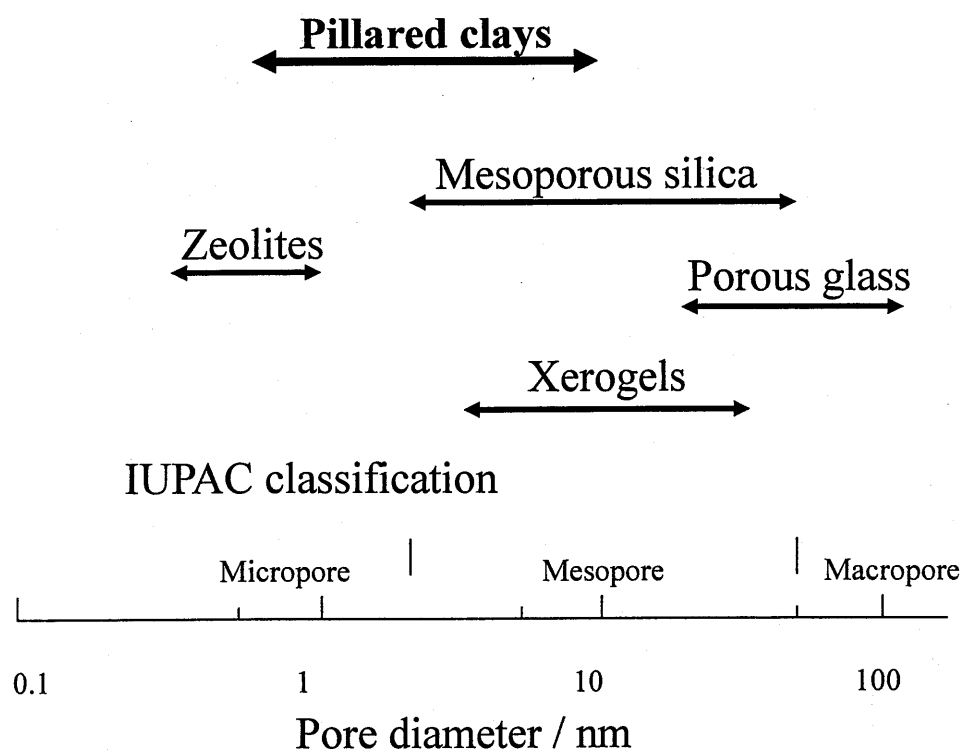 Pillared clays
Mesoporous silica
Zeolites
Porous glass
Xerogels
IUPAC classification
Micropore Mesopore Macropore
0.1 1 10 100
Pore diameter / nm